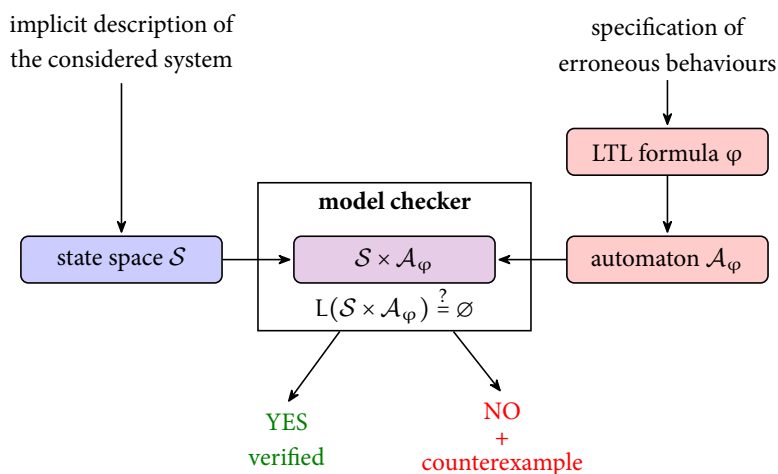 implicit description of
the considered system
specification of
erroneous behaviours
LTL formula φ
model checker
state space 𝒮
𝒮 × 𝒜φ
automaton 𝒜φ
L(𝒮 × 𝒜φ) ≟ ∅
YES
verified
NO
+
counterexample